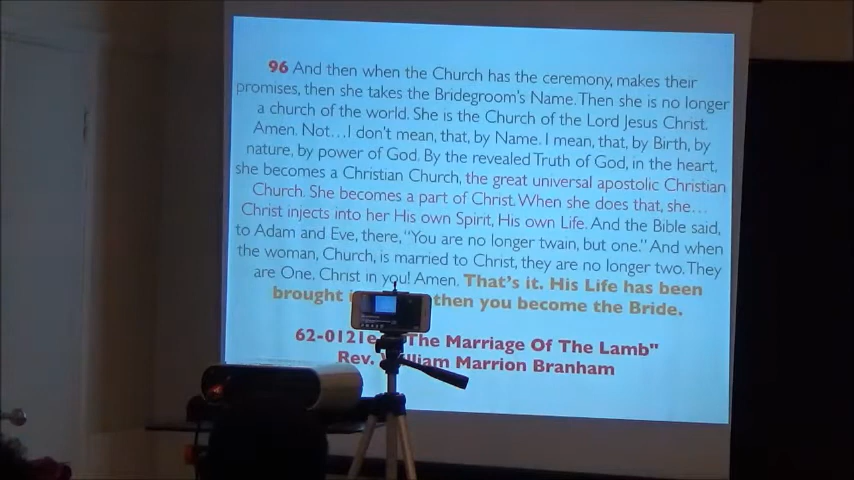 96 And then when the Church has the ceremony, makes their
promises, then she takes the Bridegroom's Name. Then she is no longer
a church of the world. She is the Church of the Lord Jesus Christ.
Amen. Not…I don't mean, that, by Name. I mean, that, by Birth, by
nature, by power of God. By the revealed Truth of God, in the heart,
she becomes a Christian Church, the great universal apostolic Christian
Church. She becomes a part of Christ. When she does that, she…
Christ injects into her His own Spirit, His own Life. And the Bible said,
to Adam and Eve, there, "You are no longer twain, but one." And when
the woman, Church, is married to Christ, they are no longer two. They
are One. Christ in you! Amen. That's it. His Life has been
brought then you become the Bride.
62-0121e The Marriage Of The Lamb"
Rev. William Marrion Branham